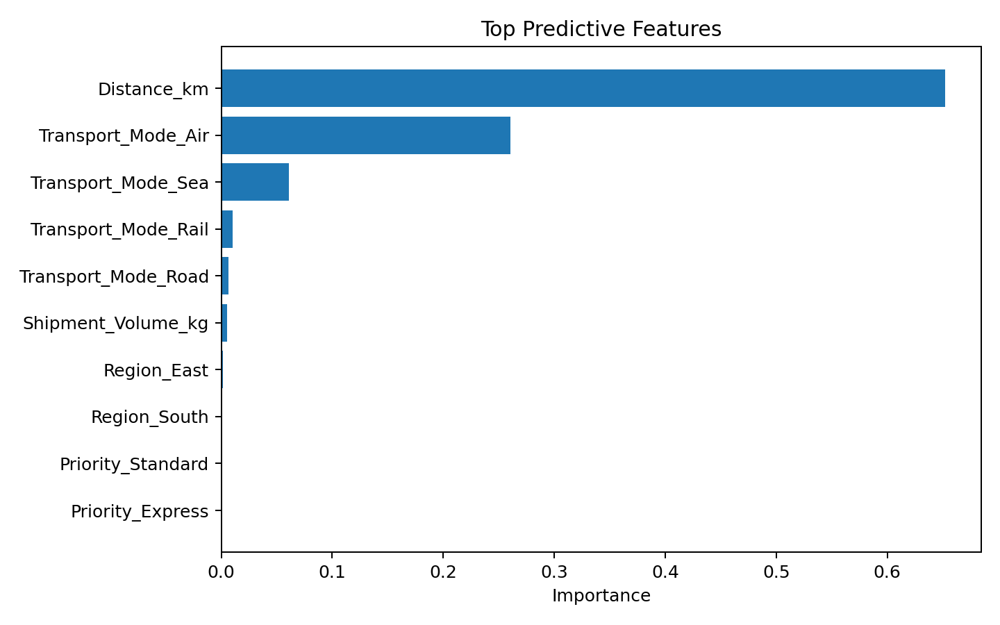 Top Predictive Features
Distance_km
Transport_Mode_Air
Transport_Mode_Sea
Transport_Mode_Rail
Transport_Mode_Road
Shipment_Volume_kg
Region_East
Region_South
Priority_Standard
Priority_Express
0.0 0.1 0.2 0.3 0.4 0.5 0.6
Importance